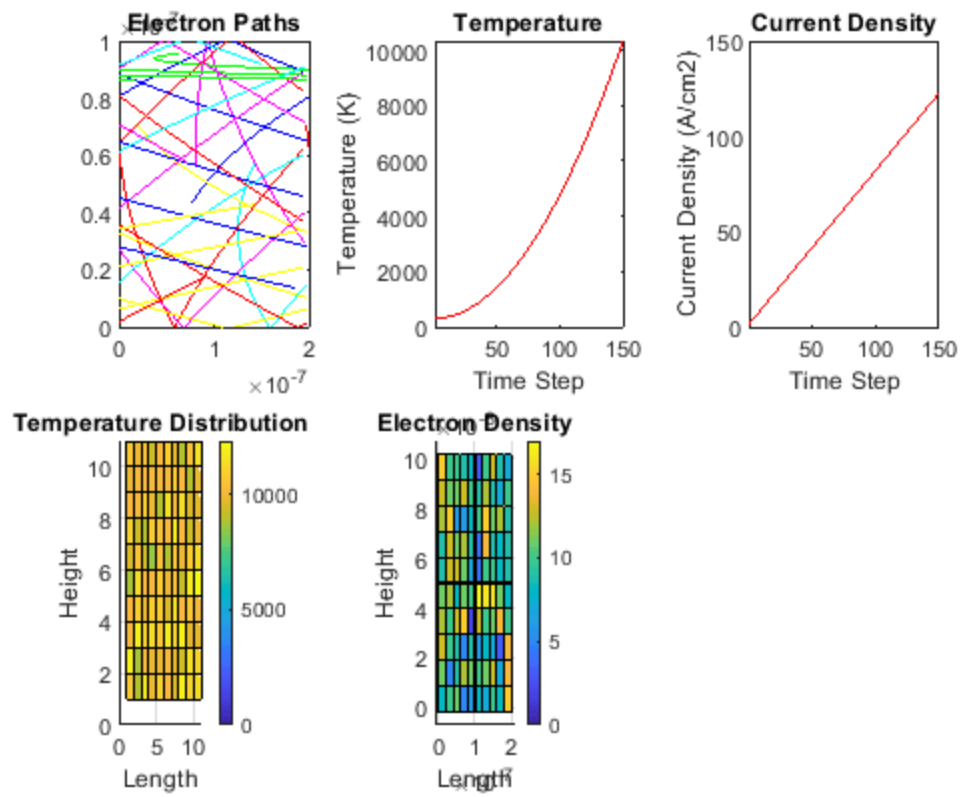 Electron Paths
×10⁻⁷
1
0.8
0.6
0.4
0.2
0
0 1 2
×10⁻⁷
Temperature
Temperature (K)
10000
8000
6000
4000
2000
0
50 100 150
Time Step
Current Density
Current Density (A/cm2)
150
100
50
0
50 100 150
Time Step
Temperature Distribution
Height
10
8
6
4
2
0
0 5 10
Length
10000
5000
0
Electron Density
Height
10
8
6
4
2
0
0 1 2
Length
15
10
5
0